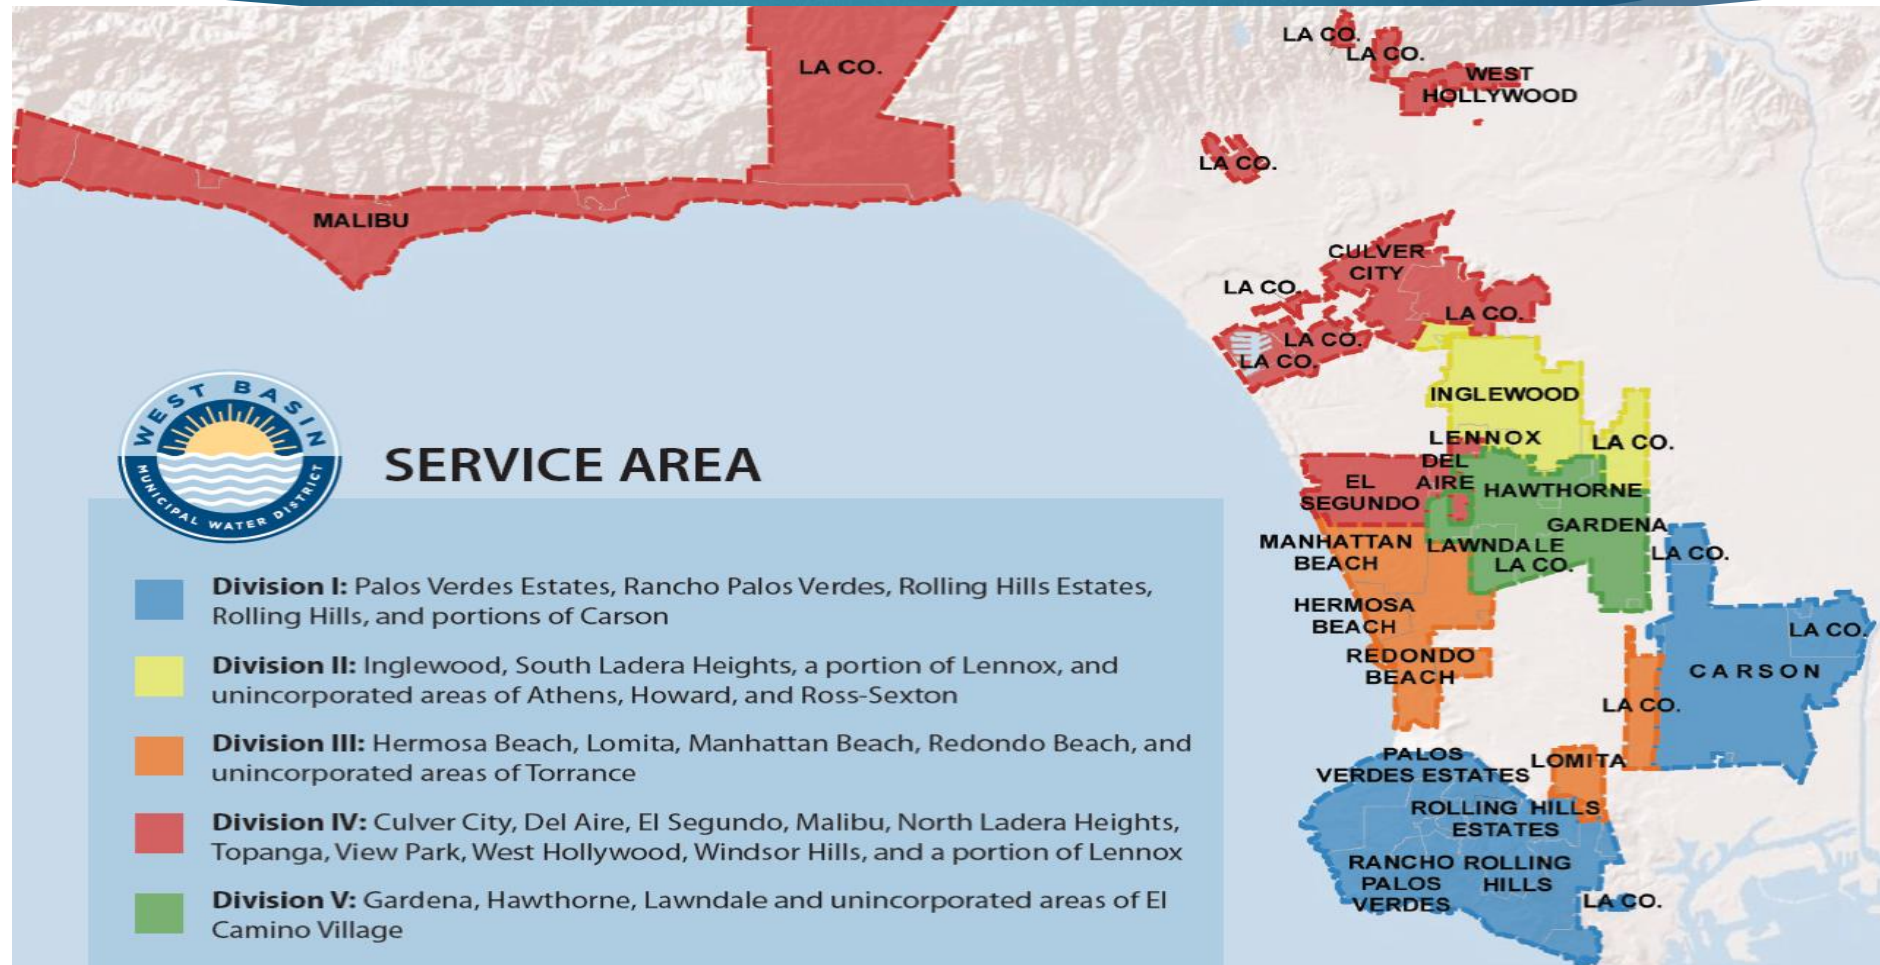 LA CO.
LA CO.
LA CO.
WEST
HOLLYWOOD
LA CO.
MALIBU
CULVER
CITY
LA CO.
LA CO.
LA CO.
LA CO.
INGLEWOOD
LENNOX
LA CO.
DEL
AIRE
EL
SEGUNDO
HAWTHORNE
GARDENA
MANHATTAN
BEACH
LAWNDALE
LA CO.
LA CO.
HERMOSA
BEACH
LA CO.
REDONDO
BEACH
CARSON
LA CO.
PALOS
VERDES ESTATES
LOMITA
ROLLING HILLS
ESTATES
RANCHO
PALOS
VERDES
ROLLING
HILLS
LA CO.
WEST BASIN
MUNICIPAL WATER DISTRICT
SERVICE AREA
Division I: Palos Verdes Estates, Rancho Palos Verdes, Rolling Hills Estates,
Rolling Hills, and portions of Carson
Division II: Inglewood, South Ladera Heights, a portion of Lennox, and
unincorporated areas of Athens, Howard, and Ross-Sexton
Division III: Hermosa Beach, Lomita, Manhattan Beach, Redondo Beach, and
unincorporated areas of Torrance
Division IV: Culver City, Del Aire, El Segundo, Malibu, North Ladera Heights,
Topanga, View Park, West Hollywood, Windsor Hills, and a portion of Lennox
Division V: Gardena, Hawthorne, Lawndale and unincorporated areas of El
Camino Village